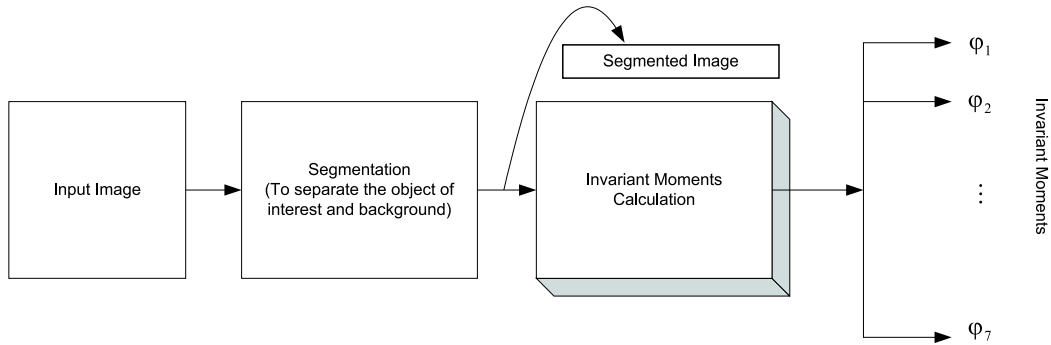 Input Image
Segmentation
(To separate the object of
interest and background)
Segmented Image
Invariant Moments
Calculation
φ1
φ2
⋮
φ7
Invariant Moments